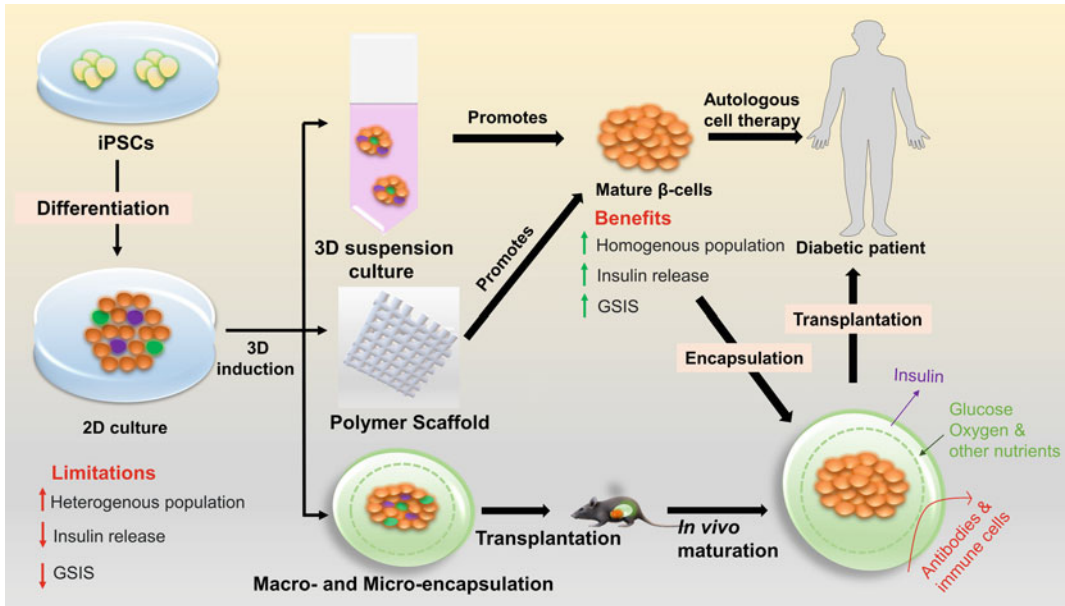 iPSCs
Differentiation
2D culture
Limitations
Heterogenous population
Insulin release
GSIS
3D
induction
3D suspension
culture
Polymer Scaffold
Macro- and Micro-encapsulation
Promotes
Promotes
Mature β-cells
Benefits
Homogenous population
Insulin release
GSIS
Autologous
cell therapy
Diabetic patient
Transplantation
Encapsulation
Transplantation
In vivo
maturation
Insulin
Glucose
Oxygen &
other nutrients
Antibodies &
immune cells